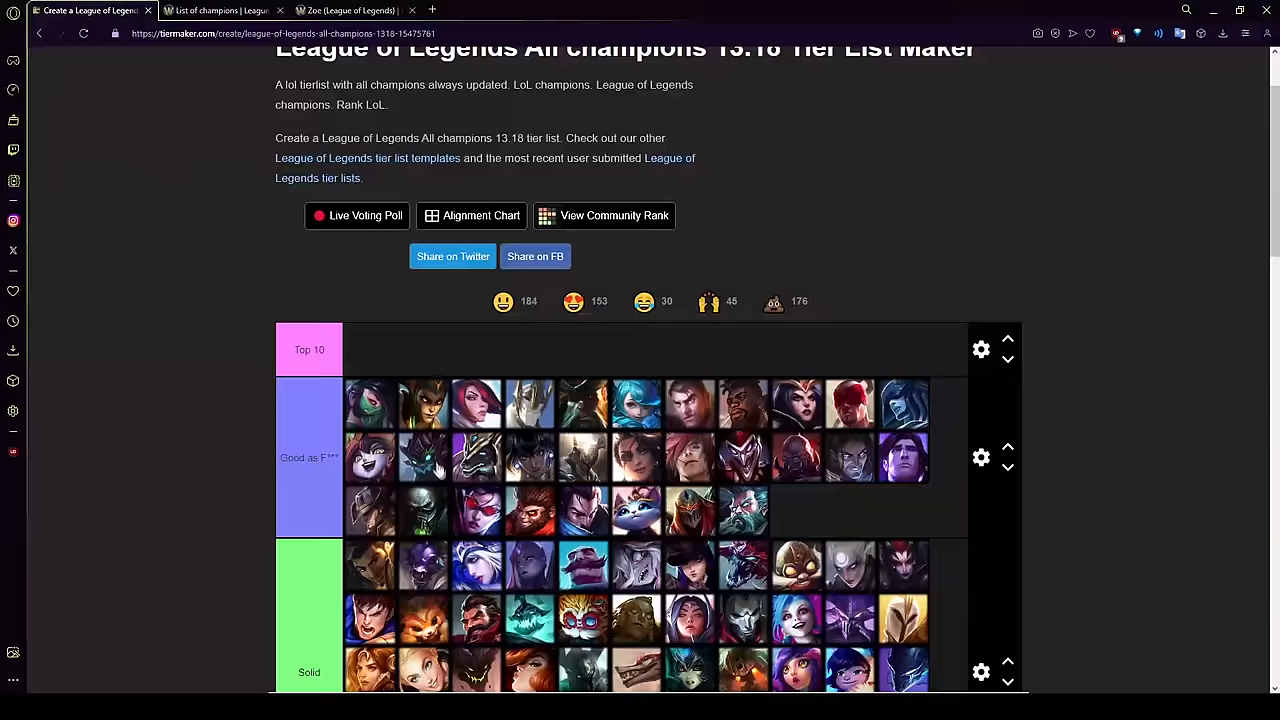 Create a League of Legend
List of champions | League
Zoe (League of Legends) |
https://tiermaker.com/create/league-of-legends-all-champions-1318-15475761
League of Legends All champions 13.18 Tier List Maker
A lol tierlist with all champions always updated. LoL champions. League of Legends
champions. Rank LoL.
Create a League of Legends All champions 13.18 tier list. Check out our other
League of Legends tier list templates and the most recent user submitted League of
Legends tier lists.
Live Voting Poll
Alignment Chart
View Community Rank
Share on Twitter
Share on FB
184
153
30
45
176
Top 10
Good as F***
Solid